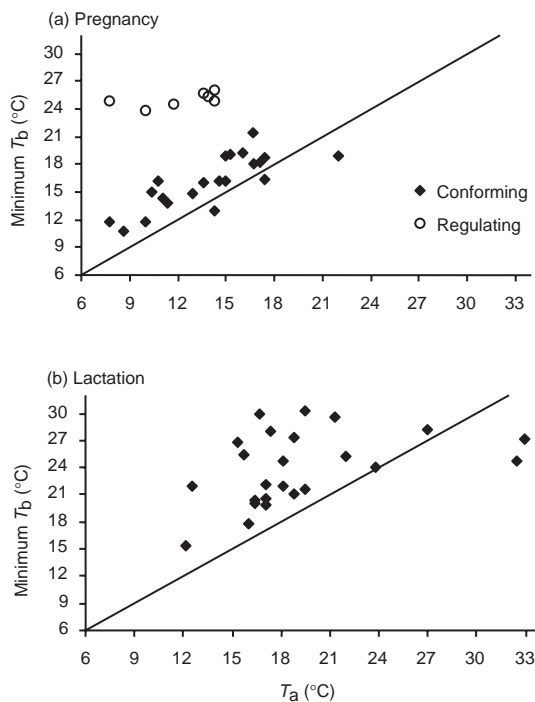 (a) Pregnancy
30
27
24
21
18
15
12
9
6
Minimum Tb (°C)
Conforming
Regulating
6 9 12 15 18 21 24 27 30 33
(b) Lactation
30
27
24
21
18
15
12
9
6
Minimum Tb (°C)
6 9 12 15 18 21 24 27 30 33
Ta (°C)